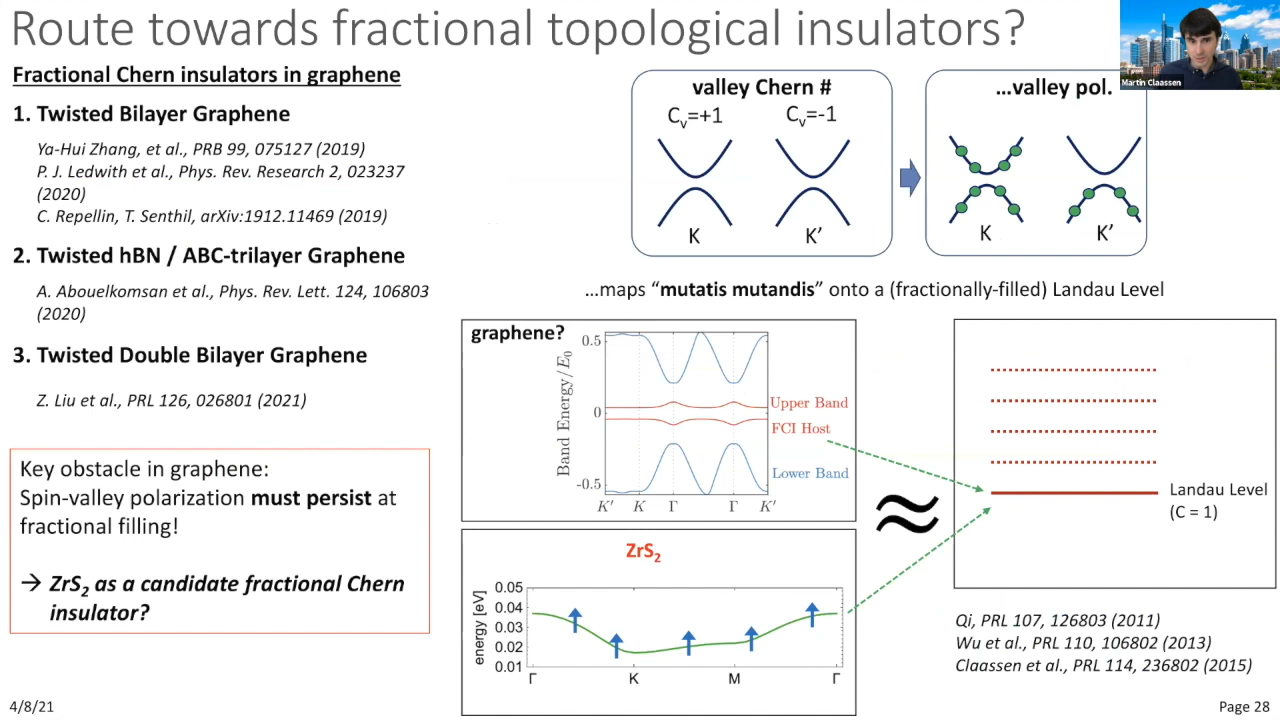 Route towards fractional topological insulators?
Martin Claassen
Fractional Chern insulators in graphene
1. Twisted Bilayer Graphene
Ya-Hui Zhang, et al., PRB 99, 075127 (2019)
P. J. Ledwith et al., Phys. Rev. Research 2, 023237
(2020)
C. Repellin, T. Senthil, arXiv:1912.11469 (2019)
2. Twisted hBN / ABC-trilayer Graphene
A. Abouelkomsan et al., Phys. Rev. Lett. 124, 106803
(2020)
3. Twisted Double Bilayer Graphene
Z. Liu et al., PRL 126, 026801 (2021)
Key obstacle in graphene:
Spin-valley polarization must persist at
fractional filling!
→ ZrS₂ as a candidate fractional Chern
insulator?
valley Chern #
Cᵥ=+1 Cᵥ=-1
K K’
...valley pol.
K K’
...maps “mutatis mutandis” onto a (fractionally-filled) Landau Level
graphene?
Band Energy/E₀
0.5
0
-0.5
Upper Band
FCI Host
Lower Band
K' K Γ Γ K'
≈
Landau Level
(C = 1)
ZrS₂
energy [eV]
0.05
0.04
0.03
0.02
0.01
Γ K M Γ
Qi, PRL 107, 126803 (2011)
Wu et al., PRL 110, 106802 (2013)
Claassen et al., PRL 114, 236802 (2015)
4/8/21
Page 28